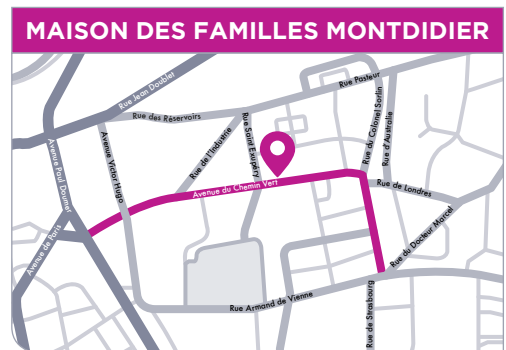 MAISON DES FAMILLES MONTDIDIER
Rue Jean Doublet
Rue Pasteur
Rue des Réservoirs
Rue du Colonel Sorlin
Rue d'Australie
Avenue Paul Doumer
Avenue Victor Hugo
Rue de l'Industrie
Rue Saint Exupéry
Avenue du Chemin Vert
Rue de Londres
Avenue de Paris
Rue du Docteur Marcel
Rue Armand de Vienne
Rue de Strasbourg